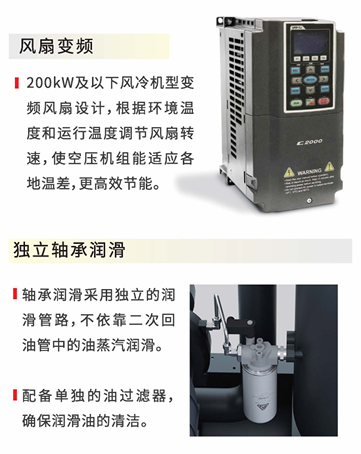 风扇变频
200kW及以下风冷机型变
频风扇设计,根据环境温
度和运行温度调节风扇转
速,使空压机组能适应各
地温差,更高效节能。
C2000
WARNING
独立轴承润滑
轴承润滑采用独立的润
滑管路,不依靠二次回
油管中的油蒸汽润滑。
配备单独的油过滤器,
确保润滑油的清洁。